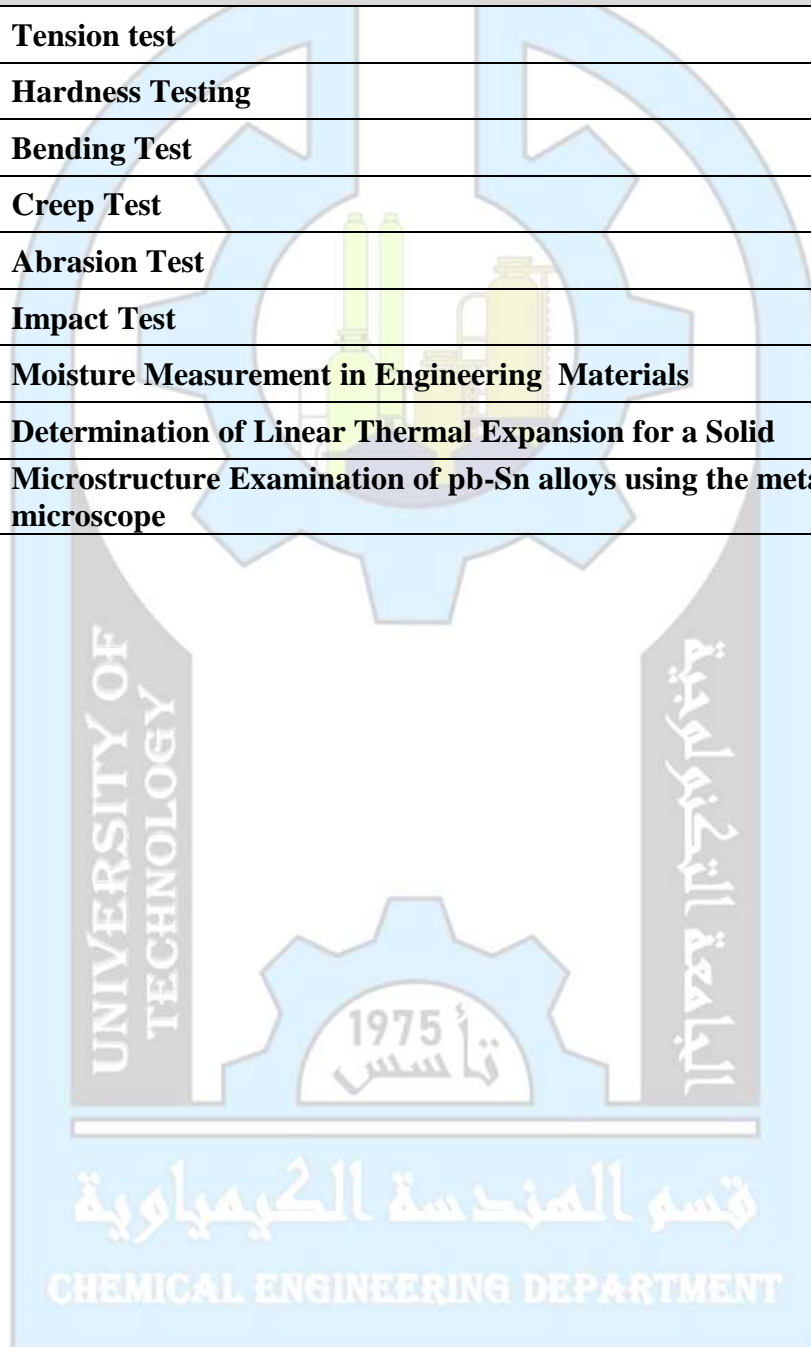 Tension test
Hardness Testing
Bending Test
Creep Test
Abrasion Test
Impact Test
Moisture Measurement in Engineering Materials
Determination of Linear Thermal Expansion for a Solid
Microstructure Examination of pb-Sn alloys using the
microscope
UNIVERSITY OF
TECHNOLOGY
الجامعة التكنولوجية
1975
تأسس
قسم الهندسة الكيمياوية
CHEMICAL ENGINEERING DEPARTMENT